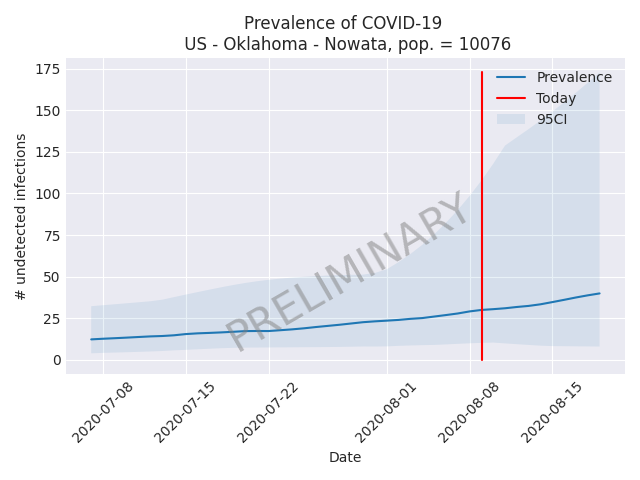 Prevalence of COVID-19
US - Oklahoma - Nowata, pop. = 10076
175
150
125
100
75
50
25
0
# undetected infections
Prevalence
Today
95CI
PRELIMINARY
2020-07-08
2020-07-15
2020-07-22
2020-08-01
2020-08-08
2020-08-15
Date